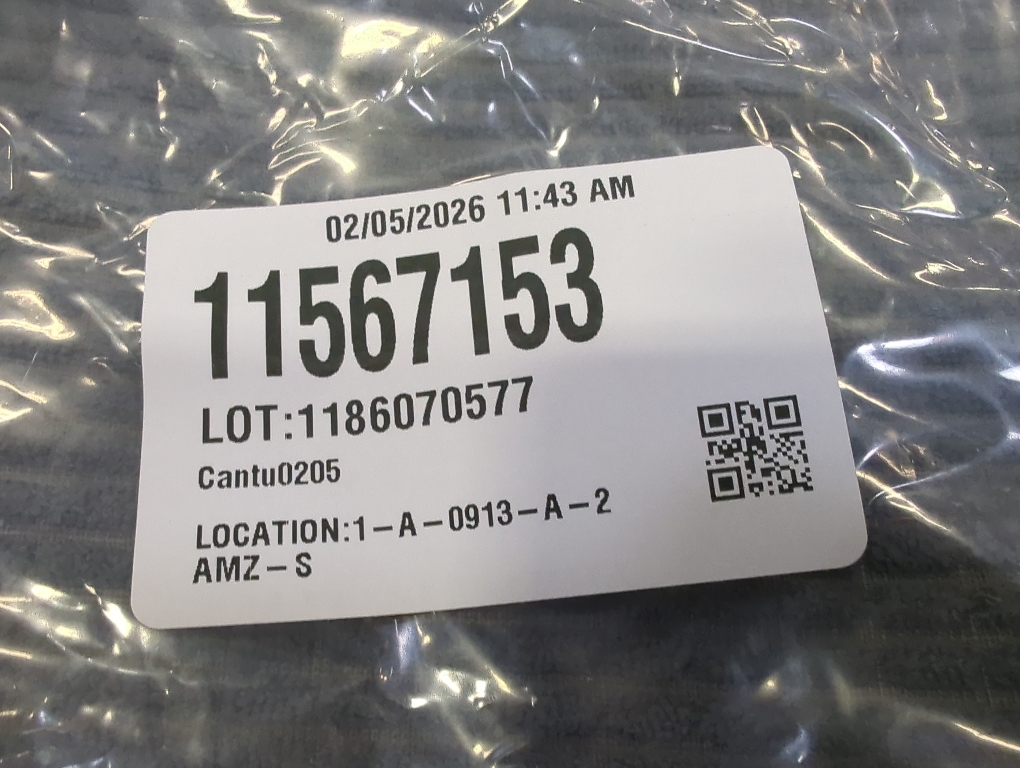 02/05/2026 11:43 AM
11567153
LOT:1186070577
Cantu0205
LOCATION:1-A-0913-A-2
AMZ-S